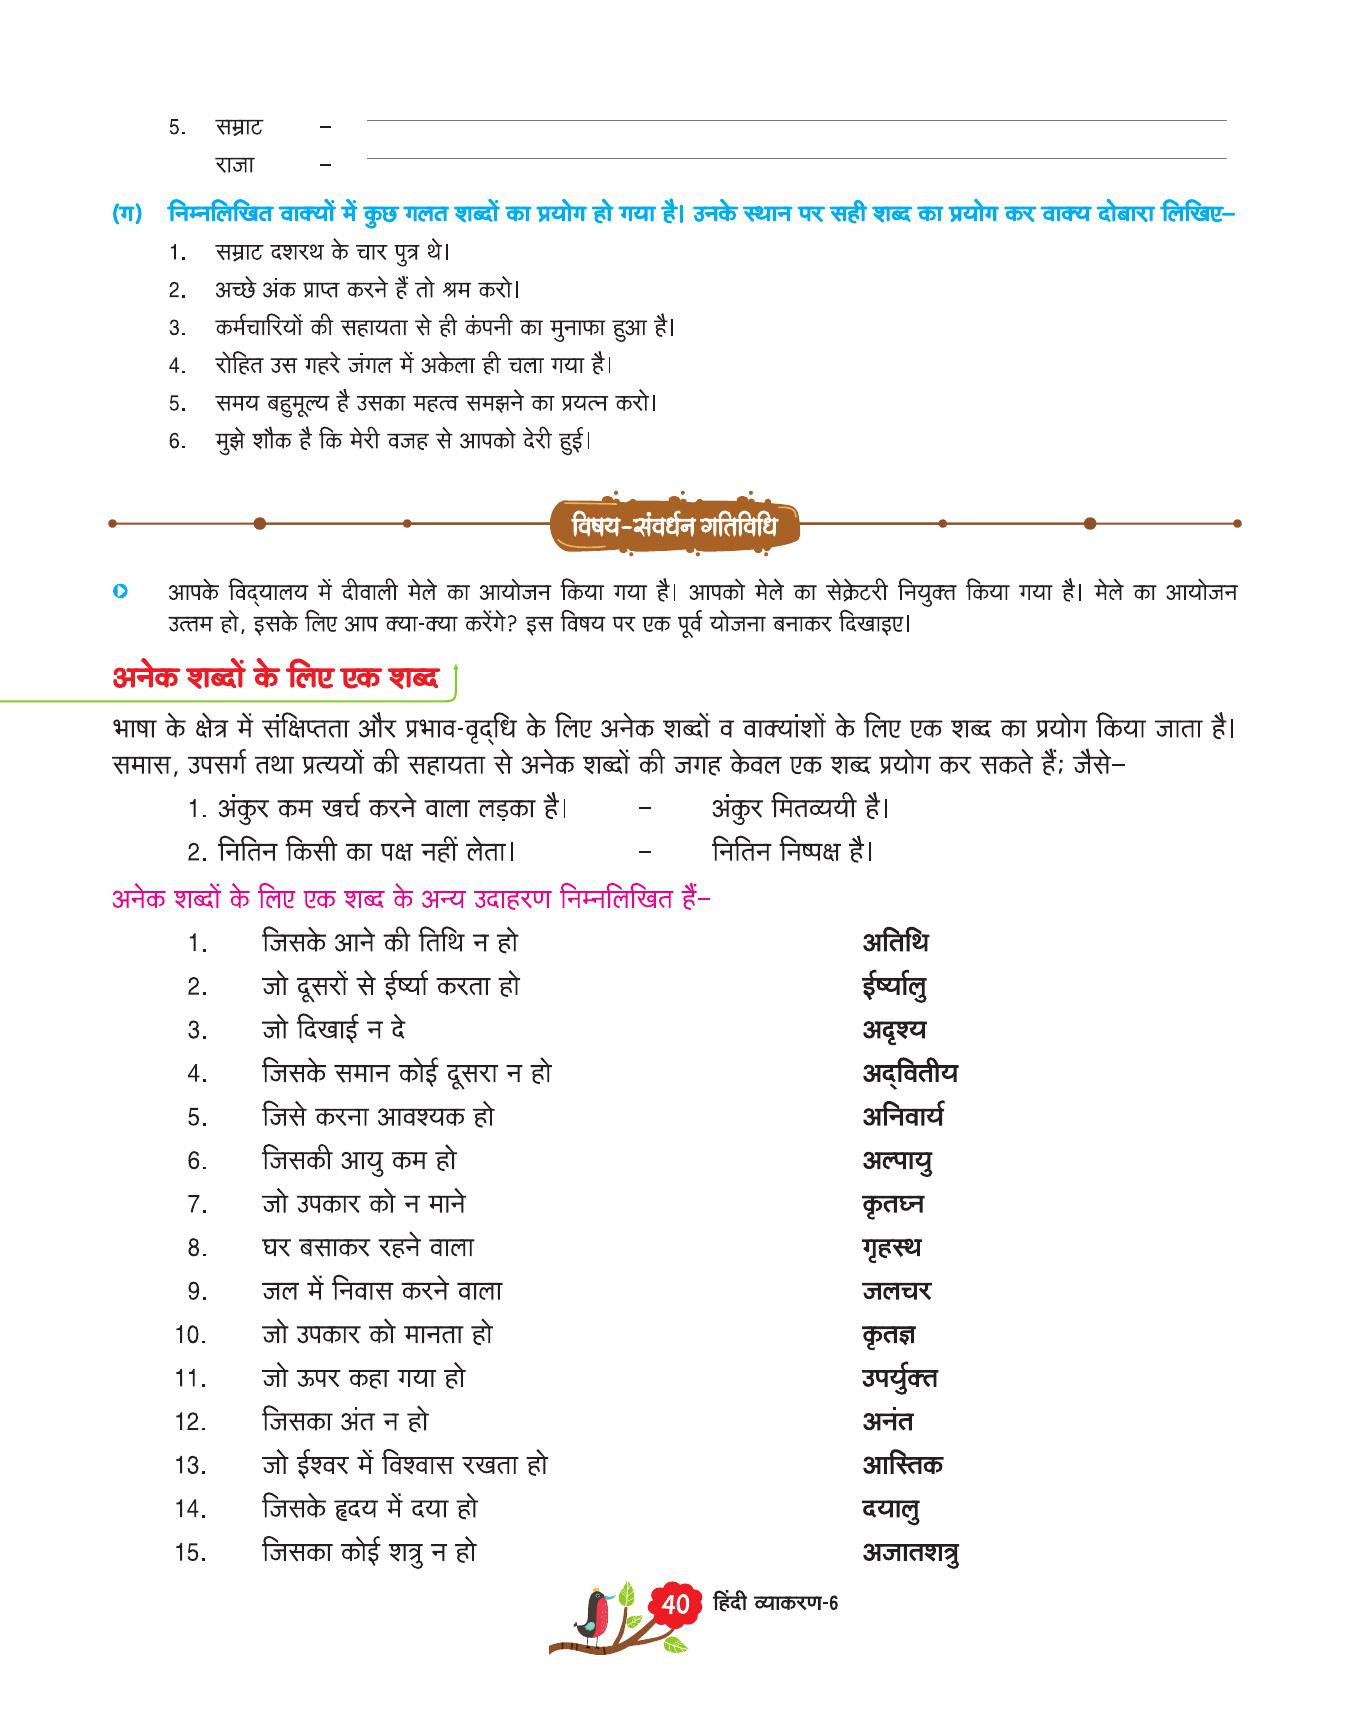 5. सम्राट –
राजा –
(ग) निम्नलिखित वाक्यों में कुछ गलत शब्दों का प्रयोग हो गया है। उनके स्थान पर सही शब्द का प्रयोग कर वाक्य दोबारा लिखिए–
1. सम्राट दशरथ के चार पुत्र थे।
2. अच्छे अंक प्राप्त करने हैं तो श्रम करो।
3. कर्मचारियों की सहायता से ही कंपनी का मुनाफा हुआ है।
4. रोहित उस गहरे जंगल में अकेला ही चला गया है।
5. समय बहुमूल्य है उसका महत्व समझने का प्रयत्न करो।
6. मुझे शौक है कि मेरी वजह से आपको देरी हुई।
विषय-संवर्धन गतिविधि
आपके विद्‌यालय में दीवाली मेले का आयोजन किया गया है। आपको मेले का सेक्रेटरी नियुक्त किया गया है। मेले का आयोजन
उत्तम हो, इसके लिए आप क्या-क्या करेंगे? इस विषय पर एक पूर्व योजना बनाकर दिखाइए।
अनेक शब्दों के लिए एक शब्द
भाषा के क्षेत्र में संक्षिप्तता और प्रभाव-वृद्‌धि के लिए अनेक शब्दों व वाक्यांशों के लिए एक शब्द का प्रयोग किया जाता है।
समास, उपसर्ग तथा प्रत्ययों की सहायता से अनेक शब्दों की जगह केवल एक शब्द प्रयोग कर सकते हैं; जैसे–
1. अंकुर कम खर्च करने वाला लड़का है। – अंकुर मितव्ययी है।
2. नितिन किसी का पक्ष नहीं लेता। – नितिन निष्पक्ष है।
अनेक शब्दों के लिए एक शब्द के अन्य उदाहरण निम्नलिखित हैं–
1. जिसके आने की तिथि न हो अतिथि
2. जो दूसरों से ईर्ष्या करता हो ईर्ष्यालु
3. जो दिखाई न दे अदृश्य
4. जिसके समान कोई दूसरा न हो अद्‌वितीय
5. जिसे करना आवश्यक हो अनिवार्य
6. जिसकी आयु कम हो अल्पायु
7. जो उपकार को न माने कृतघ्न
8. घर बसाकर रहने वाला गृहस्थ
9. जल में निवास करने वाला जलचर
10. जो उपकार को मानता हो कृतज्ञ
11. जो ऊपर कहा गया हो उपर्युक्त
12. जिसका अंत न हो अनंत
13. जो ईश्वर में विश्वास रखता हो आस्तिक
14. जिसके हृदय में दया हो दयालु
15. जिसका कोई शत्रु न हो अजातशत्रु
40 हिंदी व्याकरण-6